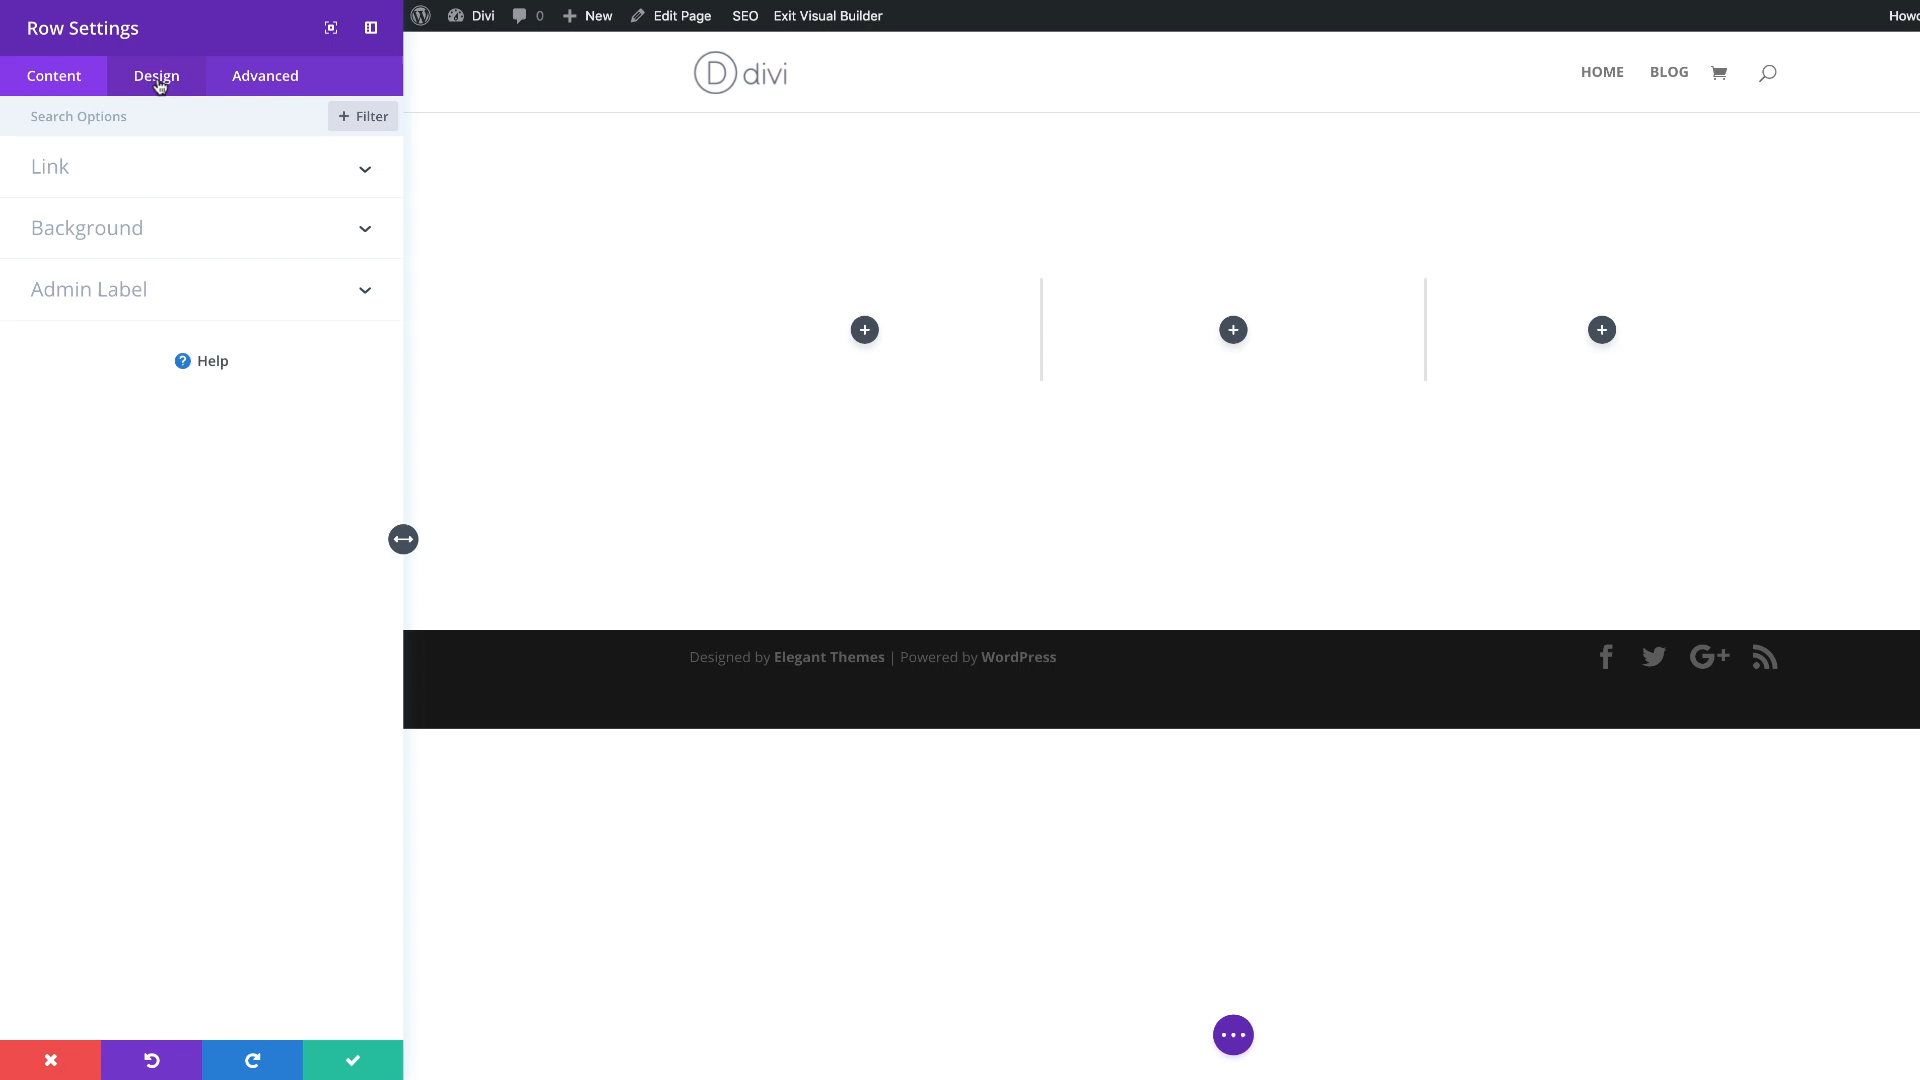 Row Settings
Content
Design
Advanced
Search Options
+ Filter
Link
Background
Admin Label
? Help
Divi
0
New
Edit Page
SEO
Exit Visual Builder
D divi
HOME
BLOG
Designed by Elegant Themes | Powered by WordPress